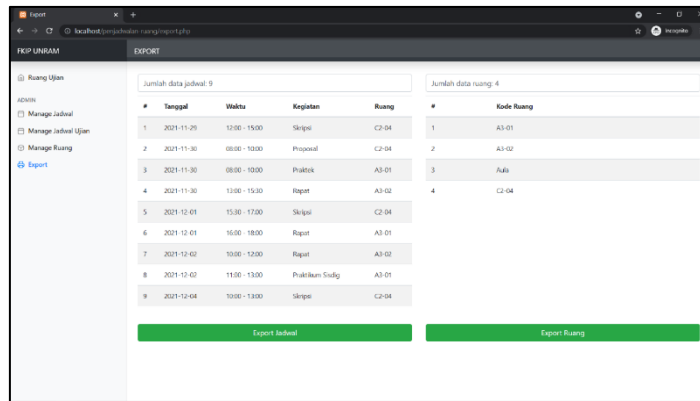 Export
localhost/penjadwalan-ruang/export.php
Incognito
FKIP UNRAM
EXPORT
Ruang Ujian
ADMIN
Manage Jadwal
Manage Jadwal Ujian
Manage Ruang
Export
Jumlah data jadwal: 9
# Tanggal Waktu Kegiatan Ruang
1 2021-11-29 12:00 - 15:00 Skripsi C2-04
2 2021-11-30 08:00 - 10:00 Proposal C2-04
3 2021-11-30 08:00 - 10:00 Praktek A3-01
4 2021-11-30 13:00 - 15:30 Rapat A3-02
5 2021-12-01 15:30 - 17:00 Skripsi C2-04
6 2021-12-01 16:00 - 18:00 Rapat A3-01
7 2021-12-02 10:00 - 12:00 Rapat A3-02
8 2021-12-02 11:00 - 13:00 Praktikum Sisdig A3-01
9 2021-12-04 10:00 - 13:00 Skripsi C2-04
Export Jadwal
Jumlah data ruang: 4
# Kode Ruang
1 A3-01
2 A3-02
3 Aula
4 C2-04
Export Ruang